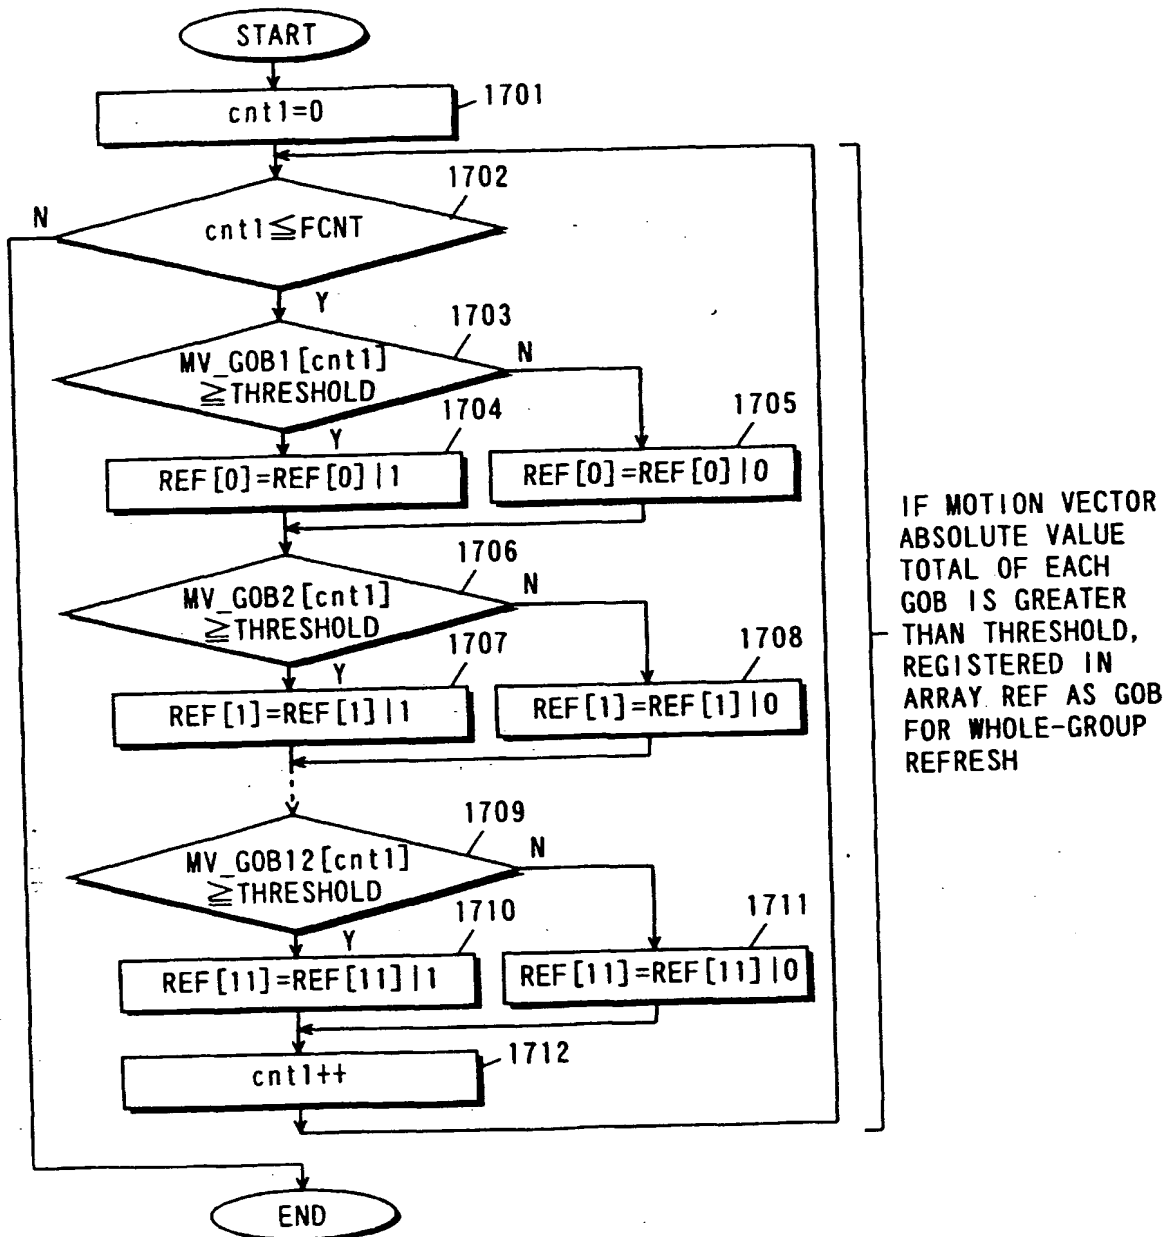 START
cnt1=0
1701
1702
N
cnt1≦FCNT
Y
1703
MV_GOB1[cnt1]
≧THRESHOLD
N
Y
1704
REF[0]=REF[0]|1
1705
REF[0]=REF[0]|0
1706
MV_GOB2[cnt1]
≧THRESHOLD
N
Y
1707
REF[1]=REF[1]|1
1708
REF[1]=REF[1]|0
1709
MV_GOB12[cnt1]
≧THRESHOLD
N
Y
1710
REF[11]=REF[11]|1
1711
REF[11]=REF[11]|0
cnt1++
1712
END
IF MOTION VECTOR
ABSOLUTE VALUE
TOTAL OF EACH
GOB IS GREATER
THAN THRESHOLD,
REGISTERED IN
ARRAY REF AS GOB
FOR WHOLE-GROUP
REFRESH